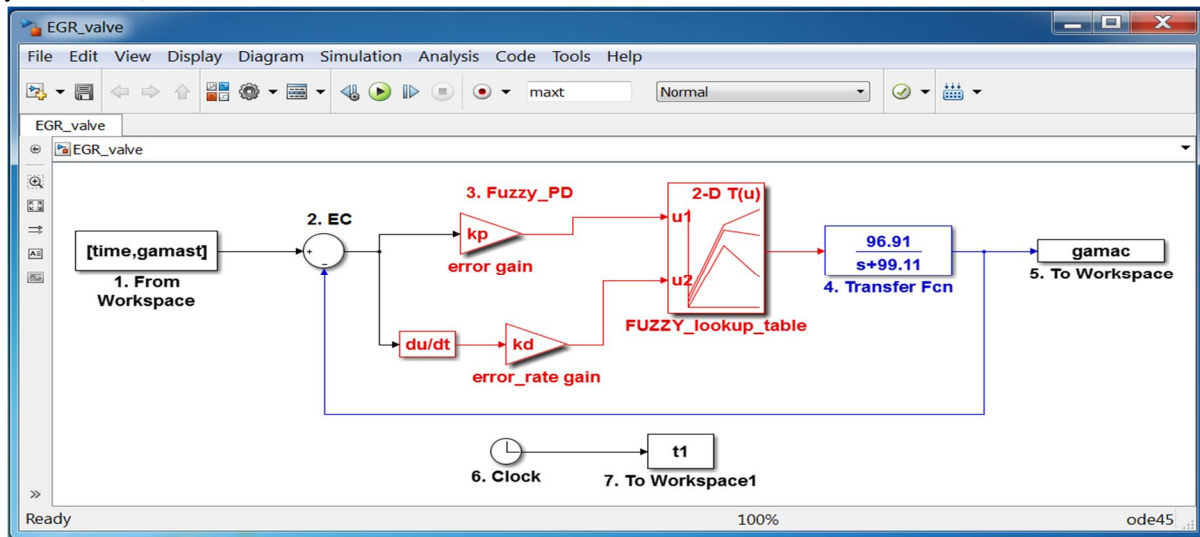 EGR_valve
File Edit View Display Diagram Simulation Analysis Code Tools Help
maxt
Normal
EGR_valve
EGR_valve
3. Fuzzy_PD
2-D T(u)
2. EC
u1
kp
[time,gamast]
+
−
error gain
96.91
s+99.11
gamac
1. From
Workspace
u2
4. Transfer Fcn
5. To Workspace
FUZZY_lookup_table
du/dt
kd
error_rate gain
t1
6. Clock
7. To Workspace1
Ready
100%
ode45